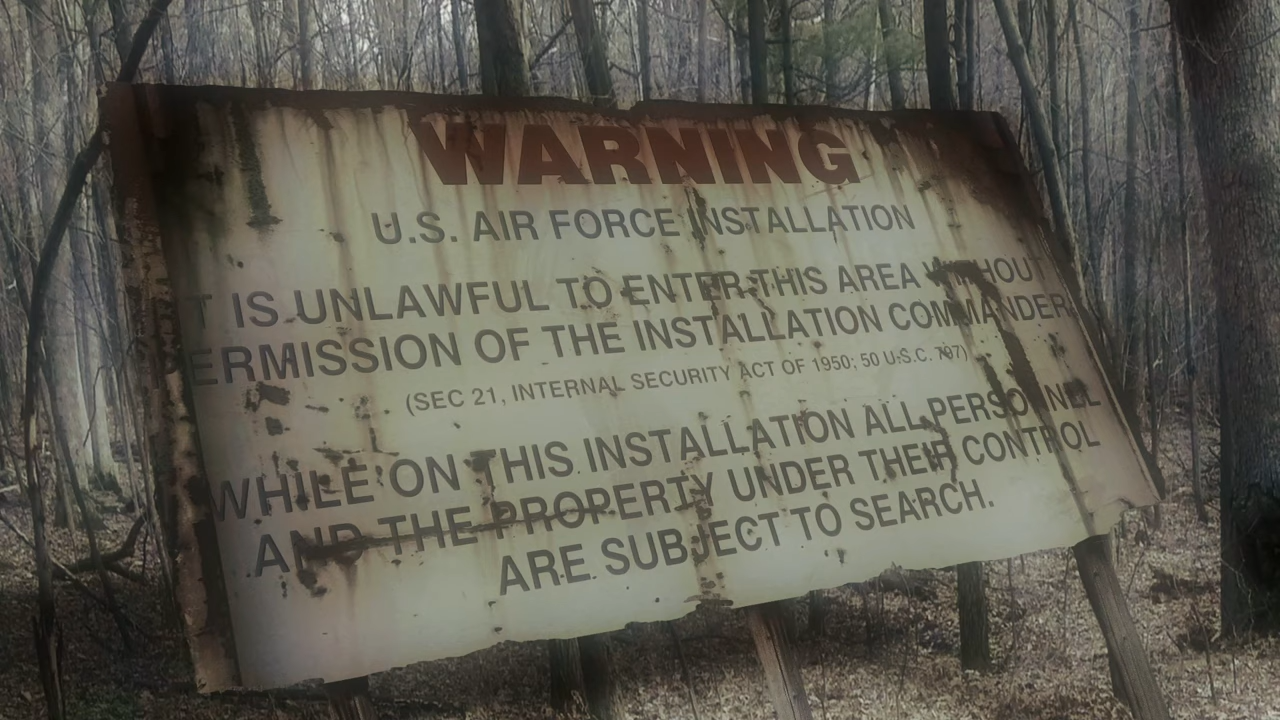 WARNING
U.S. AIR FORCE INSTALLATION
T IS UNLAWFUL TO ENTER THIS AREA WITHOU
ERMISSION OF THE INSTALLATION COMMANDER
(SEC 21, INTERNAL SECURITY ACT OF 1950; 50 U.S.C. 797)
WHILE ON THIS INSTALLATION ALL PERSONNEL
AND THE PROPERTY UNDER THEIR CONTROL
ARE SUBJECT TO SEARCH.